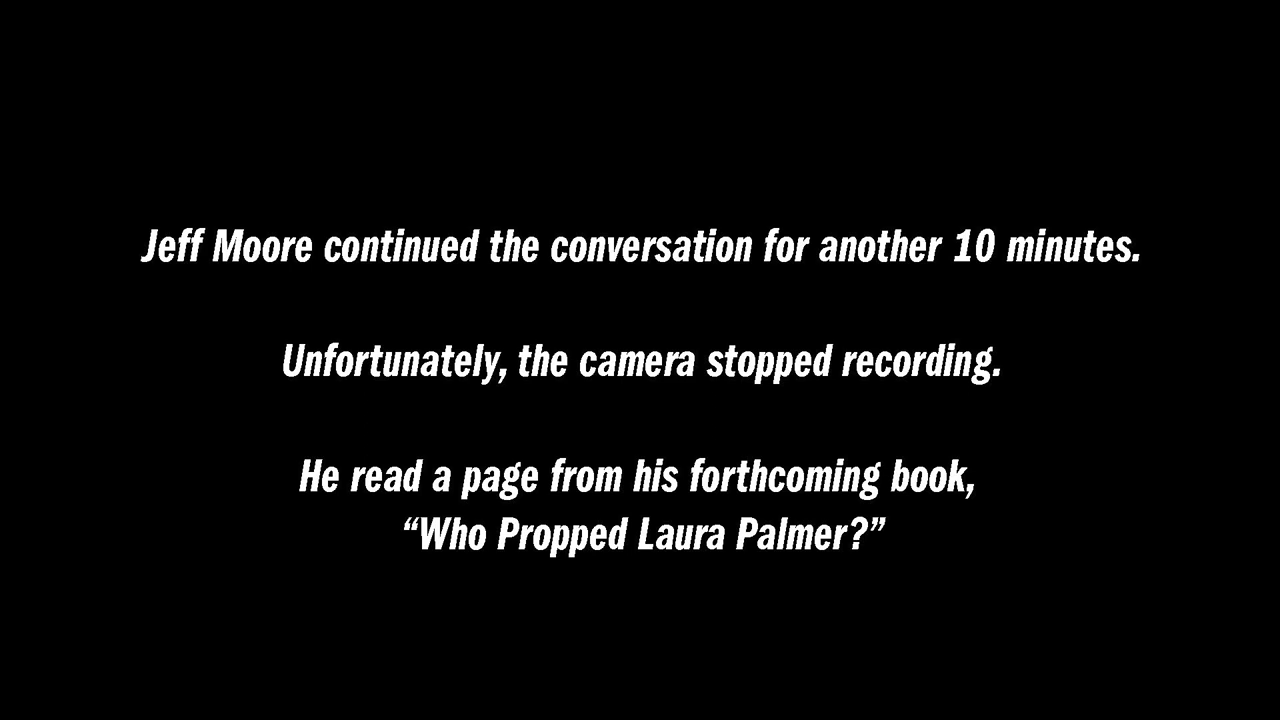 Jeff Moore continued the conversation for another 10 minutes.
Unfortunately, the camera stopped recording.
He read a page from his forthcoming book,
“Who Propped Laura Palmer?”